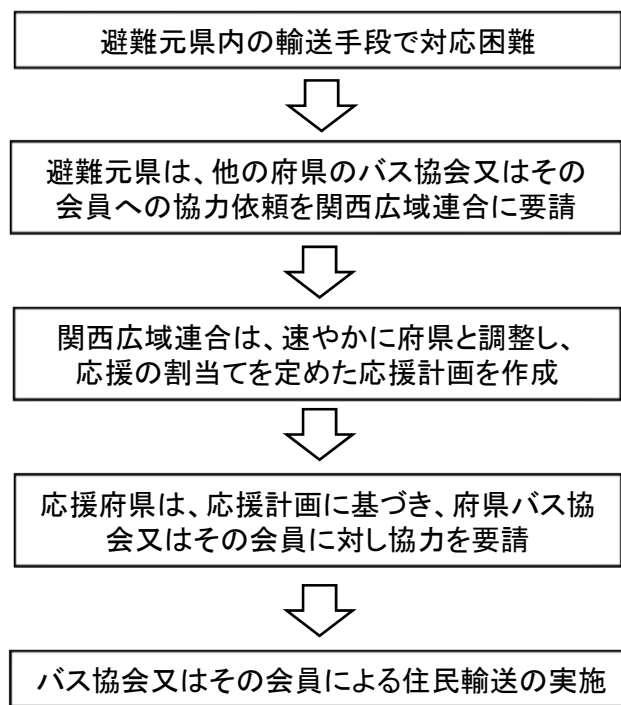 避難元県内の輸送手段で対応困難
避難元県は、他の府県のバス協会又はその
会員への協力依頼を関西広域連合に要請
関西広域連合は、速やかに府県と調整し、
応援の割当てを定めた応援計画を作成
応援府県は、応援計画に基づき、府県バス協
会又はその会員に対し協力を要請
バス協会又はその会員による住民輸送の実施